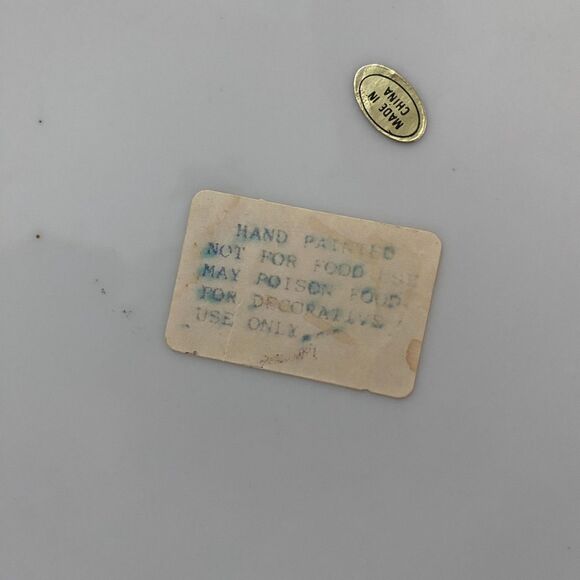 MADE IN
CHINA
HAND PAINTED
NOT FOR FOOD USE
MAY POISON FOOD
FOR DECORATIVE
USE ONLY.